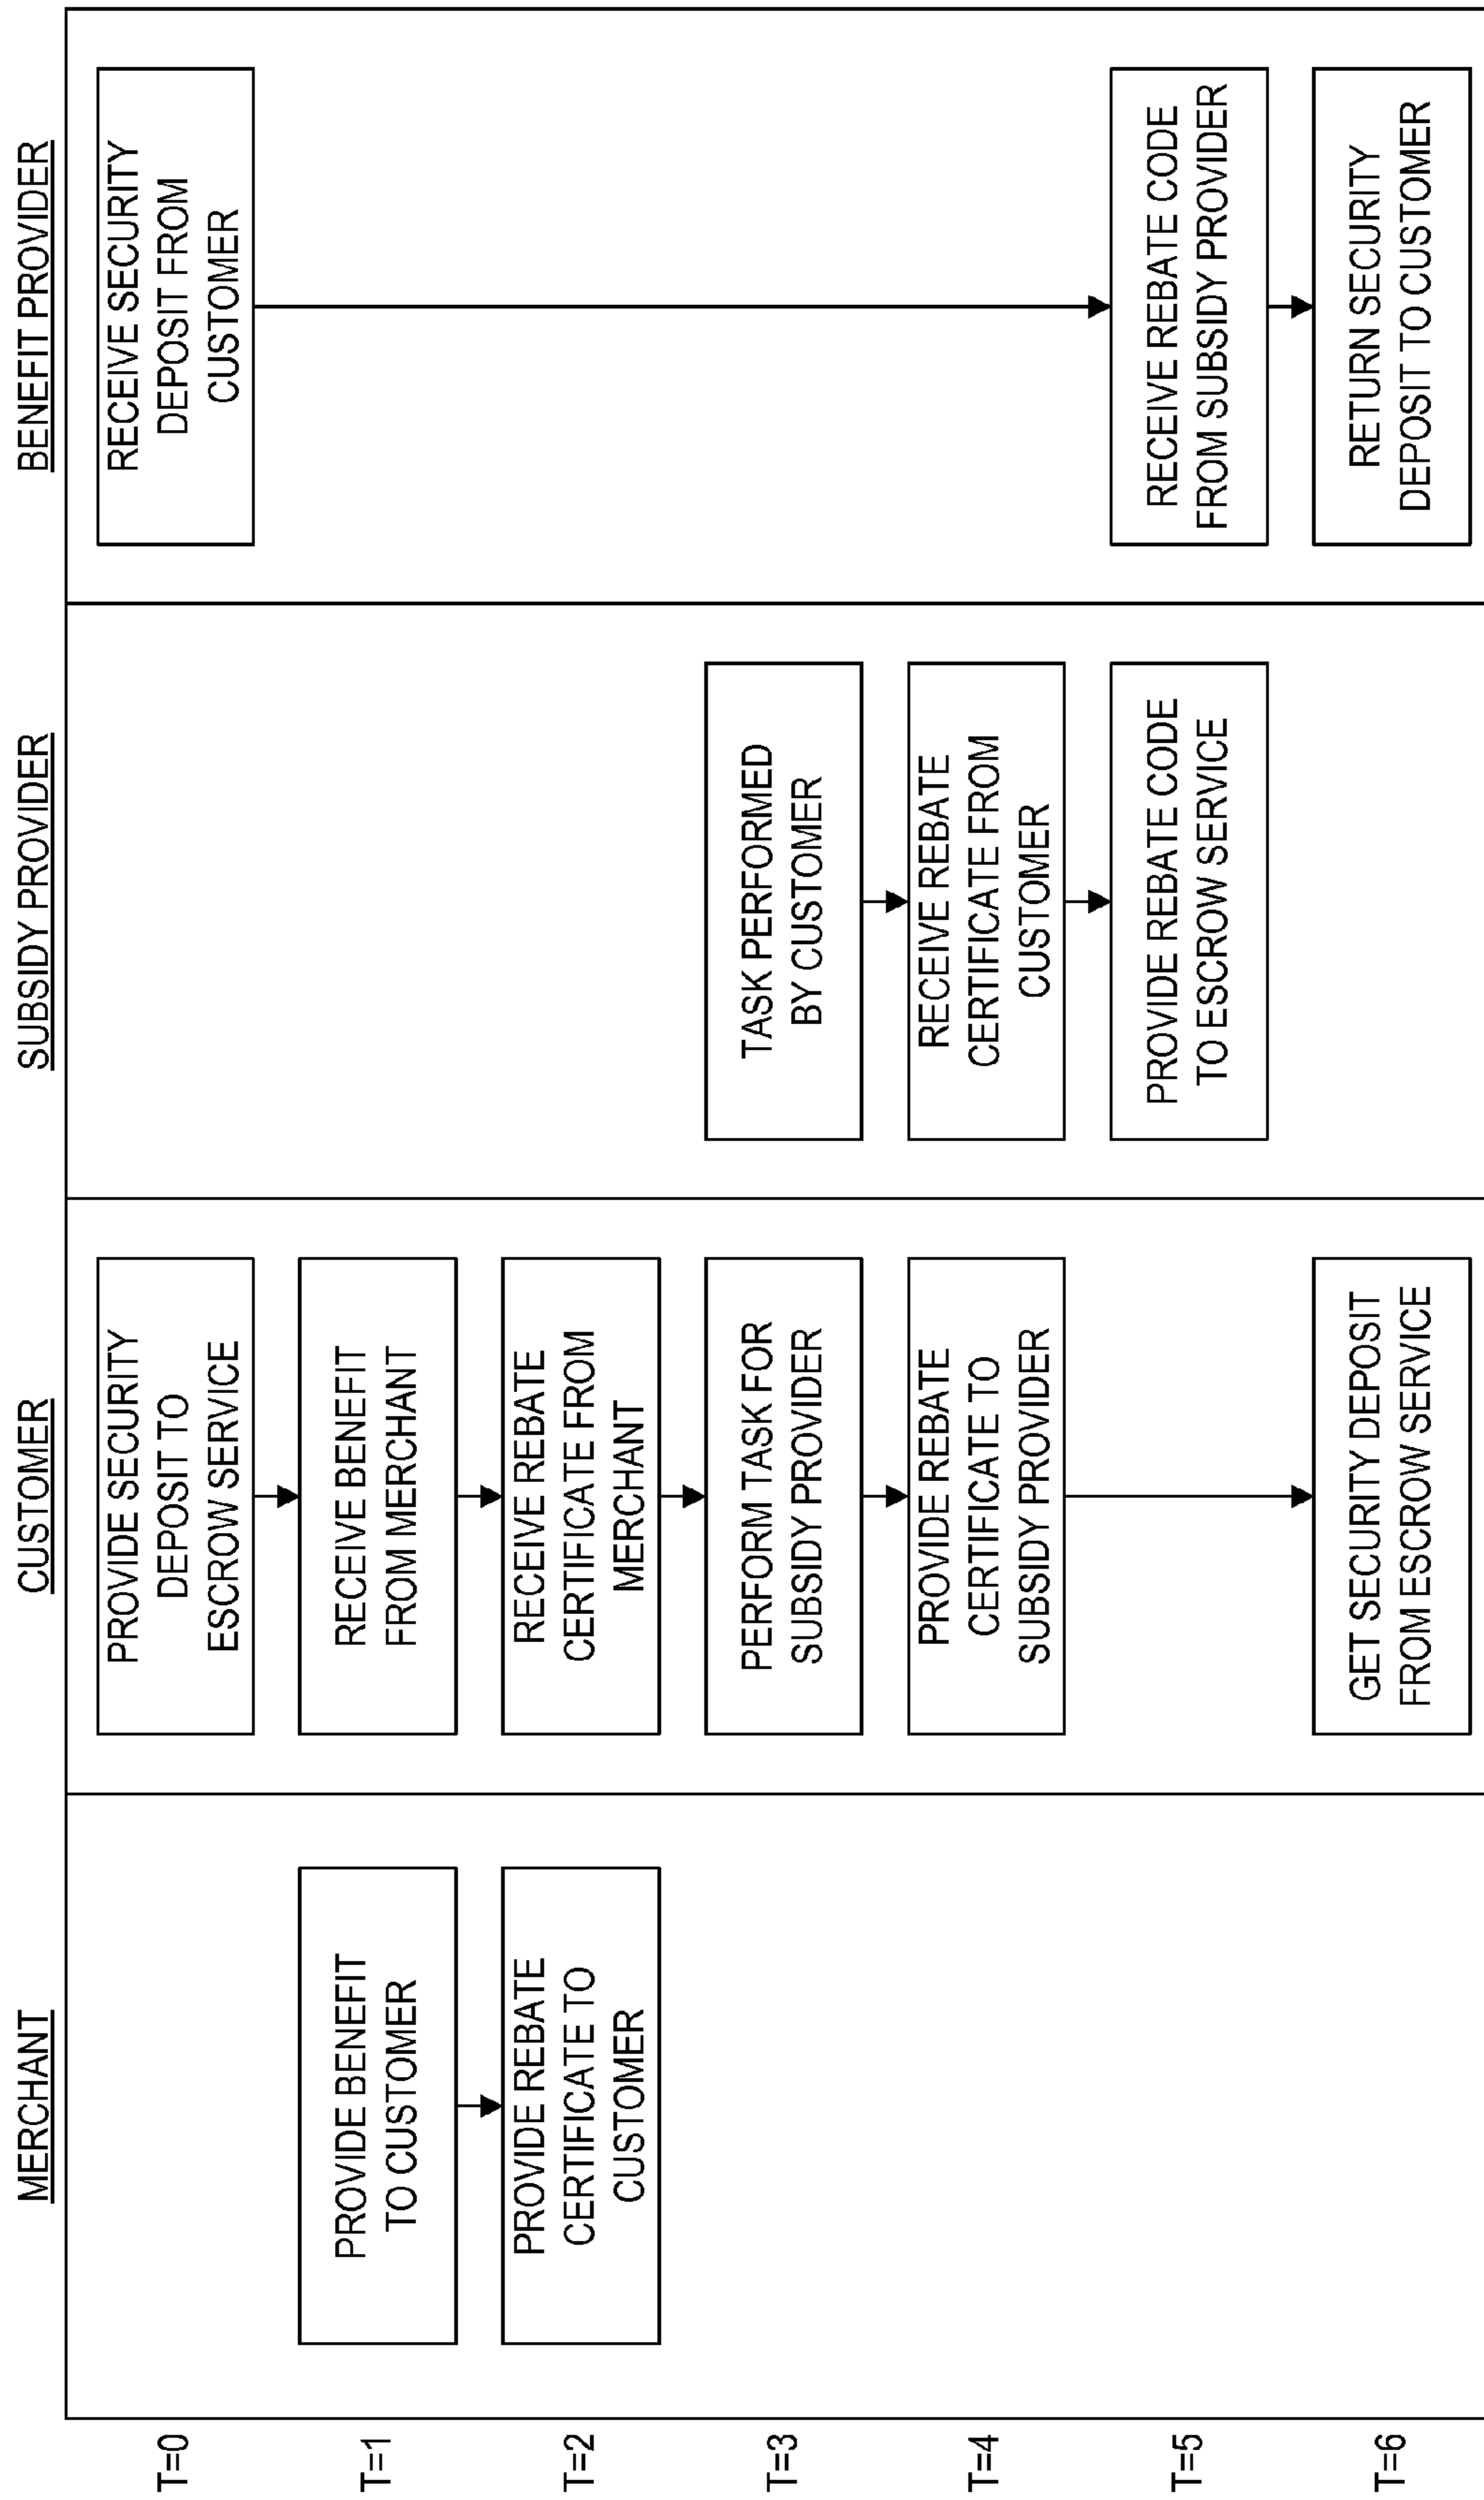 MERCHANT
CUSTOMER
SUBSIDY PROVIDER
BENEFIT PROVIDER
T=0
PROVIDE SECURITY
DEPOSIT TO
ESCROW SERVICE
RECEIVE SECURITY
DEPOSIT FROM
CUSTOMER
T=1
PROVIDE BENEFIT
TO CUSTOMER
RECEIVE BENEFIT
FROM MERCHANT
T=2
PROVIDE REBATE
CERTIFICATE TO
CUSTOMER
RECEIVE REBATE
CERTIFICATE FROM
MERCHANT
T=3
PERFORM TASK FOR
SUBSIDY PROVIDER
TASK PERFORMED
BY CUSTOMER
T=4
PROVIDE REBATE
CERTIFICATE TO
SUBSIDY PROVIDER
RECEIVE REBATE
CERTIFICATE FROM
CUSTOMER
T=5
PROVIDE REBATE CODE
TO ESCROW SERVICE
RECEIVE REBATE CODE
FROM SUBSIDY PROVIDER
T=6
GET SECURITY DEPOSIT
FROM ESCROW SERVICE
RETURN SECURITY
DEPOSIT TO CUSTOMER